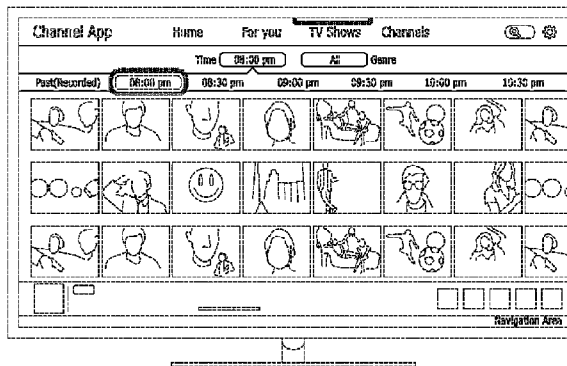 Channel App Home For you TV Shows Channels
Time 08:00 pm All Genre
Past(Recorded) 08:00 pm 08:30 pm 09:00 pm 09:30 pm 10:00 pm 10:30 pm
Navigation Area